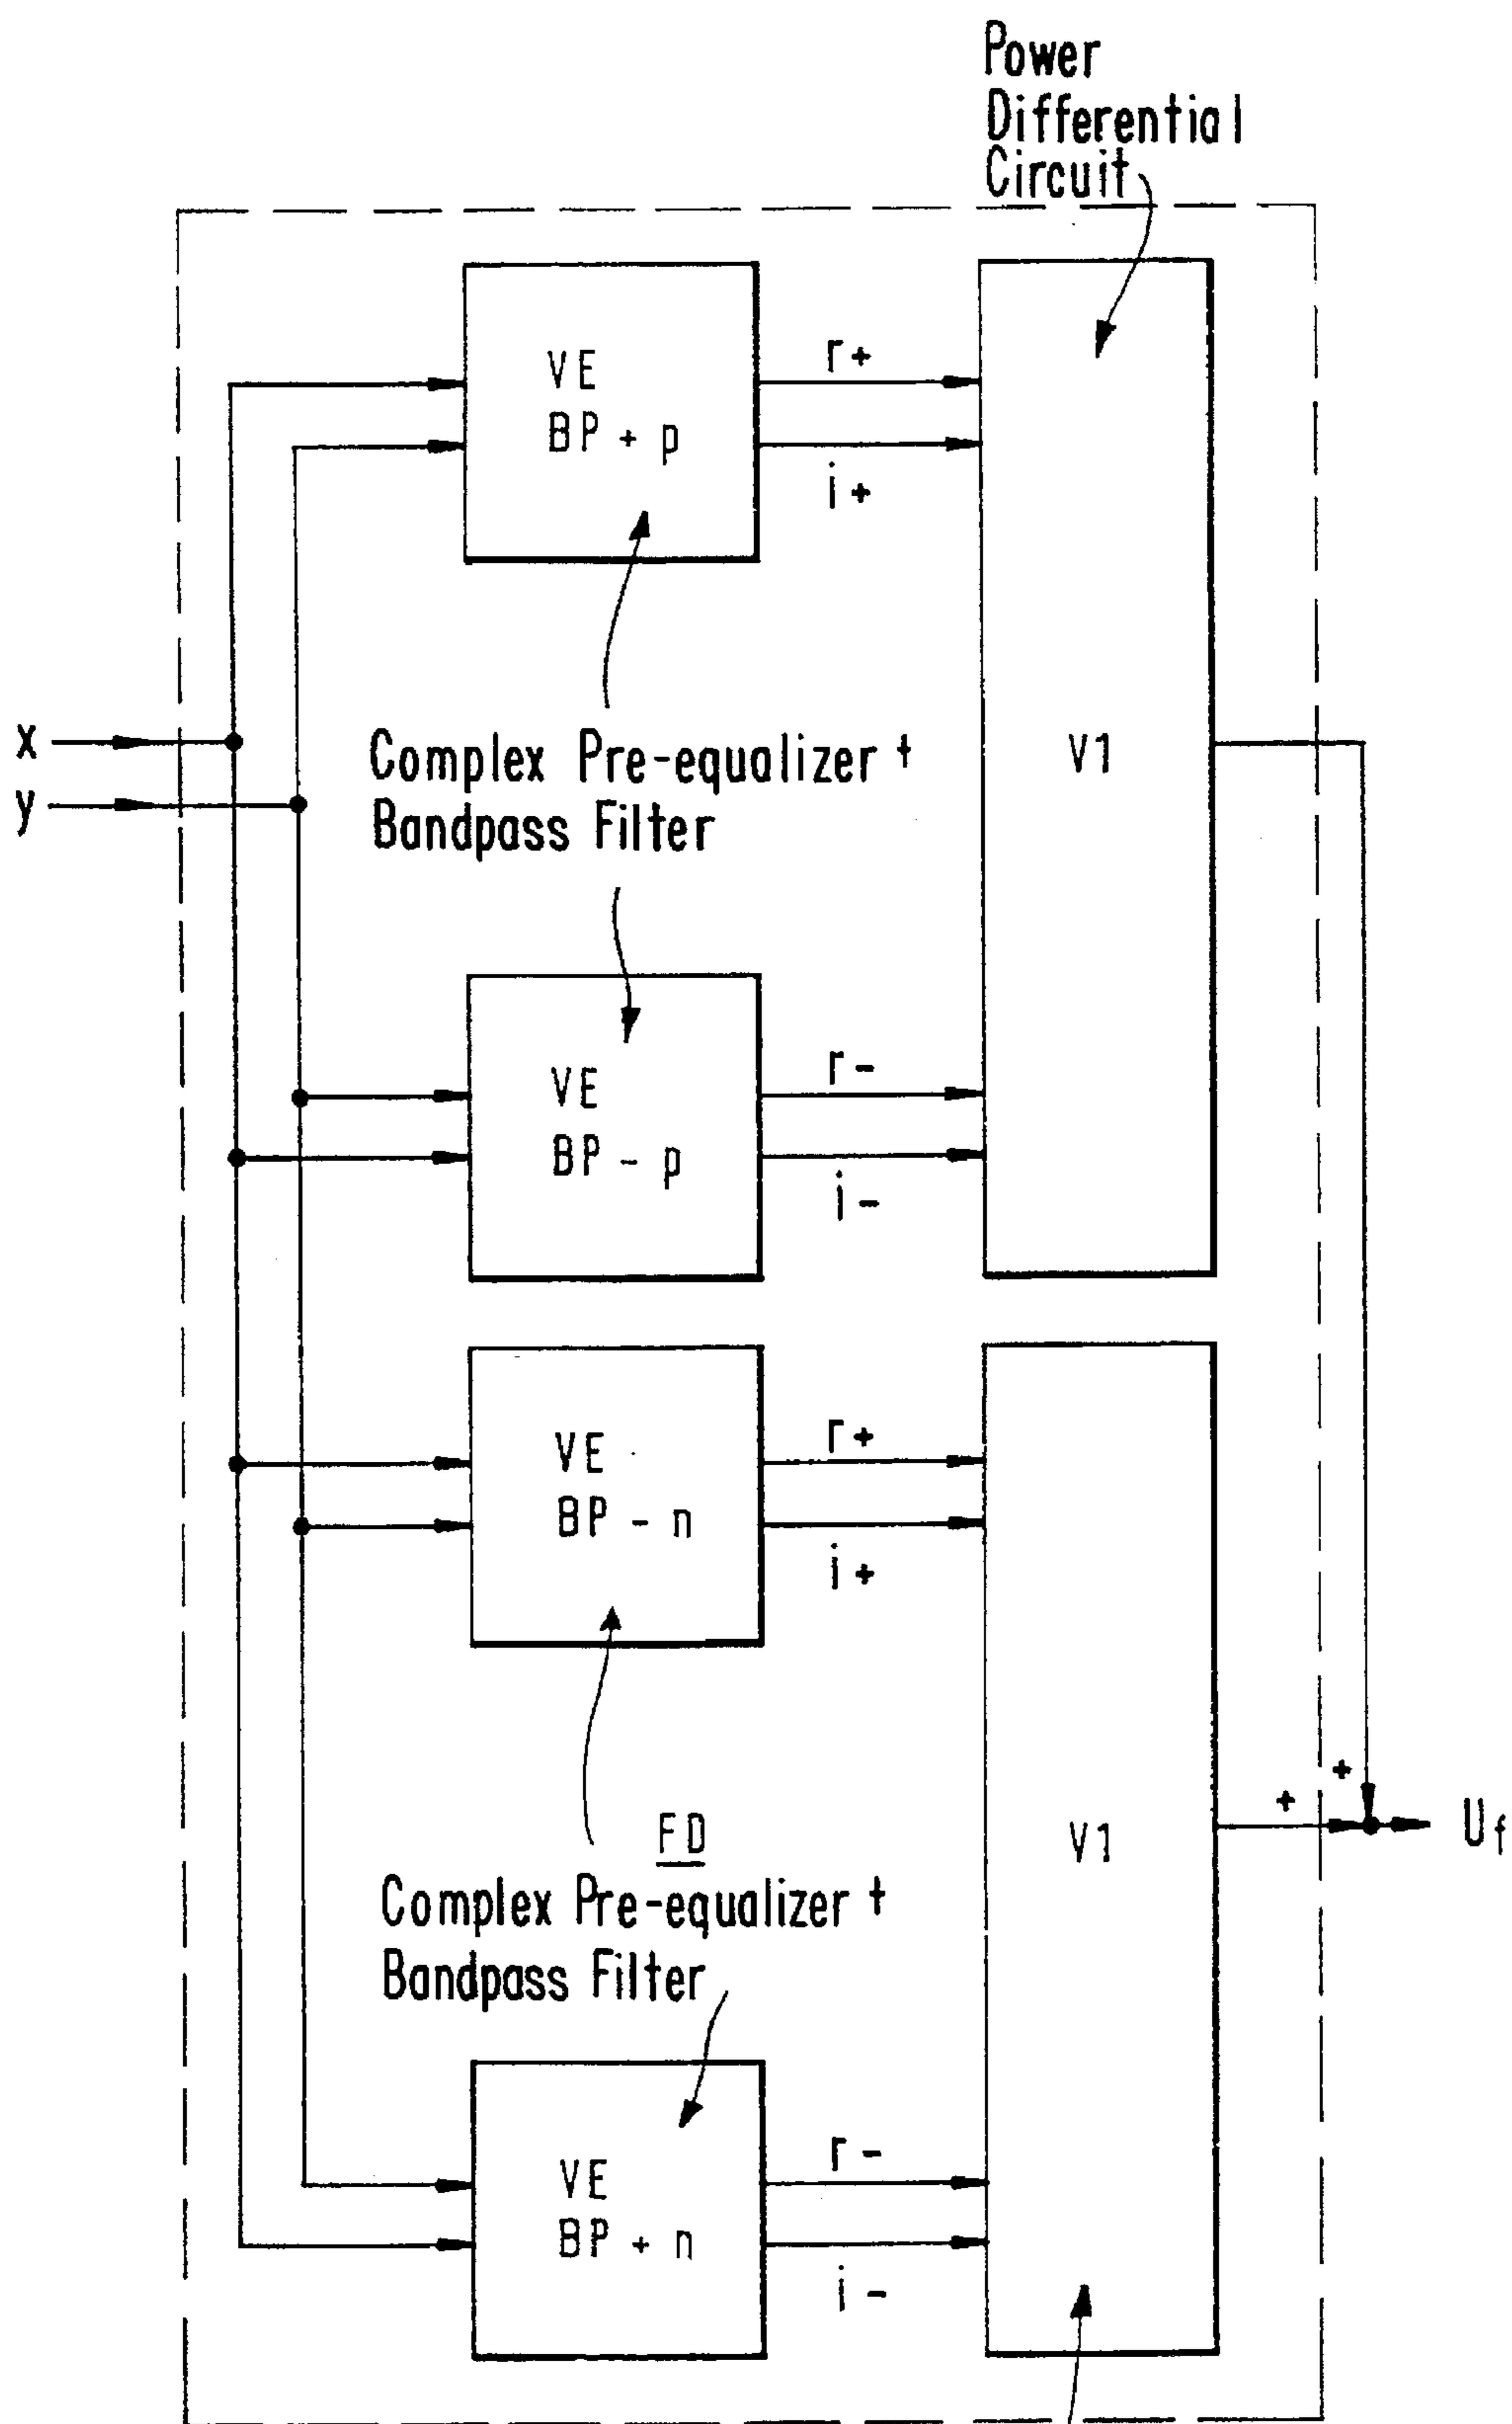 Power
Differential
Circuit
VE
BP + p
r+
i+
x
y
Complex Pre-equalizer +
Bandpass Filter
V1
VE
BP - p
r-
i-
VE
BP - n
r+
i+
+
+
Uf
V1
FD
Complex Pre-equalizer +
Bandpass Filter
VE
BP + n
r-
i-